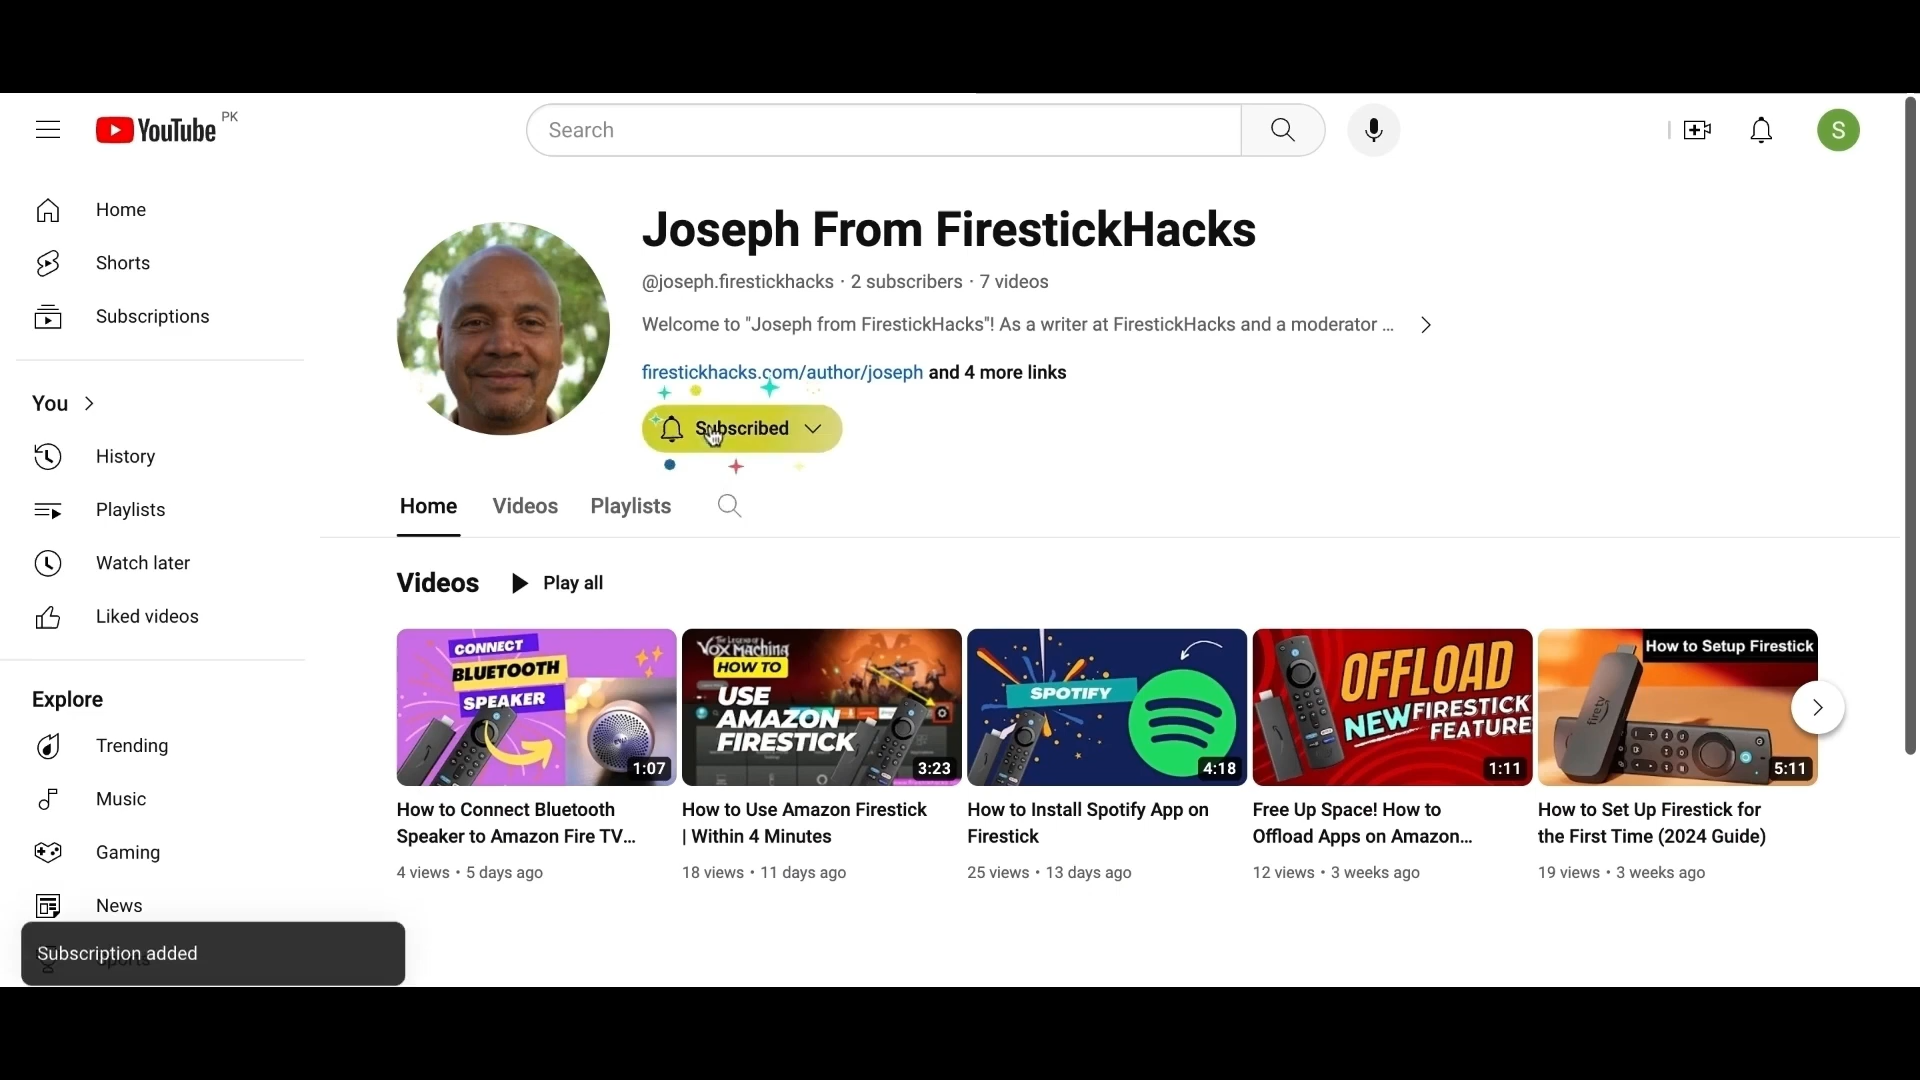 YouTube PK
Search
S
Home
Shorts
Subscriptions
You
History
Playlists
Watch later
Liked videos
Explore
Trending
Music
Gaming
News
Subscription added
Joseph From FirestickHacks
@joseph.firestickhacks · 2 subscribers · 7 videos
Welcome to "Joseph from FirestickHacks"! As a writer at FirestickHacks and a moderator ...
firestickhacks.com/author/joseph and 4 more links
Subscribed
Home Videos Playlists
Videos Play all
CONNECT
BLUETOOTH
SPEAKER
1:07
How to Connect Bluetooth
Speaker to Amazon Fire TV...
4 views • 5 days ago
THE LEGEND OF
VOX MACHINA
HOW TO
USE
AMAZON
FIRESTICK
3:23
How to Use Amazon Firestick
| Within 4 Minutes
18 views • 11 days ago
SPOTIFY
4:18
How to Install Spotify App on
Firestick
25 views • 13 days ago
OFFLOAD
NEW FIRESTICK
FEATURE
1:11
Free Up Space! How to
Offload Apps on Amazon...
12 views • 3 weeks ago
How to Setup Firestick
firetv
5:11
How to Set Up Firestick for
the First Time (2024 Guide)
19 views • 3 weeks ago